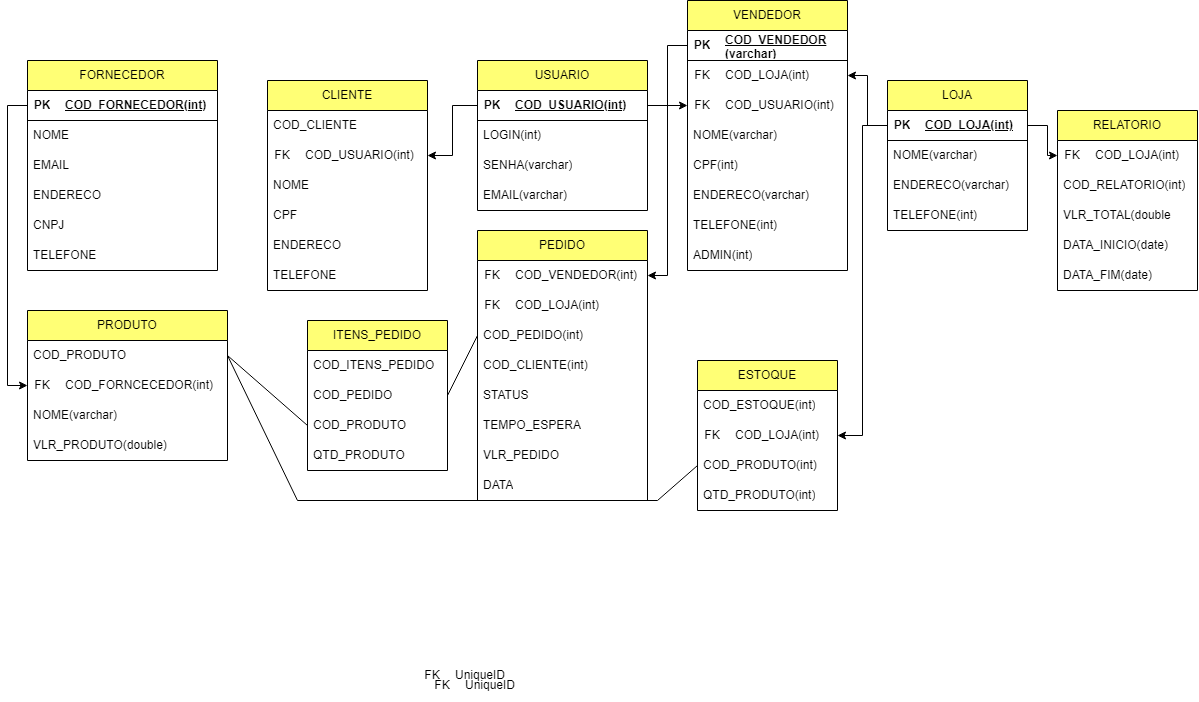 VENDEDOR
PK COD_VENDEDOR
(varchar)
FK COD_LOJA(int)
FK COD_USUARIO(int)
NOME(varchar)
CPF(int)
ENDERECO(varchar)
TELEFONE(int)
ADMIN(int)
FORNECEDOR
PK COD_FORNECEDOR(int)
NOME
EMAIL
ENDERECO
CNPJ
TELEFONE
CLIENTE
COD_CLIENTE
FK COD_USUARIO(int)
NOME
CPF
ENDERECO
TELEFONE
USUARIO
PK COD_USUARIO(int)
LOGIN(int)
SENHA(varchar)
EMAIL(varchar)
LOJA
PK COD_LOJA(int)
NOME(varchar)
ENDERECO(varchar)
TELEFONE(int)
RELATORIO
FK COD_LOJA(int)
COD_RELATORIO(int)
VLR_TOTAL(double
DATA_INICIO(date)
DATA_FIM(date)
PEDIDO
FK COD_VENDEDOR(int)
FK COD_LOJA(int)
COD_PEDIDO(int)
COD_CLIENTE(int)
STATUS
TEMPO_ESPERA
VLR_PEDIDO
DATA
PRODUTO
COD_PRODUTO
FK COD_FORNCECEDOR(int)
NOME(varchar)
VLR_PRODUTO(double)
ITENS_PEDIDO
COD_ITENS_PEDIDO
COD_PEDIDO
COD_PRODUTO
QTD_PRODUTO
ESTOQUE
COD_ESTOQUE(int)
FK COD_LOJA(int)
COD_PRODUTO(int)
QTD_PRODUTO(int)
FK UniqueID
FK UniqueID